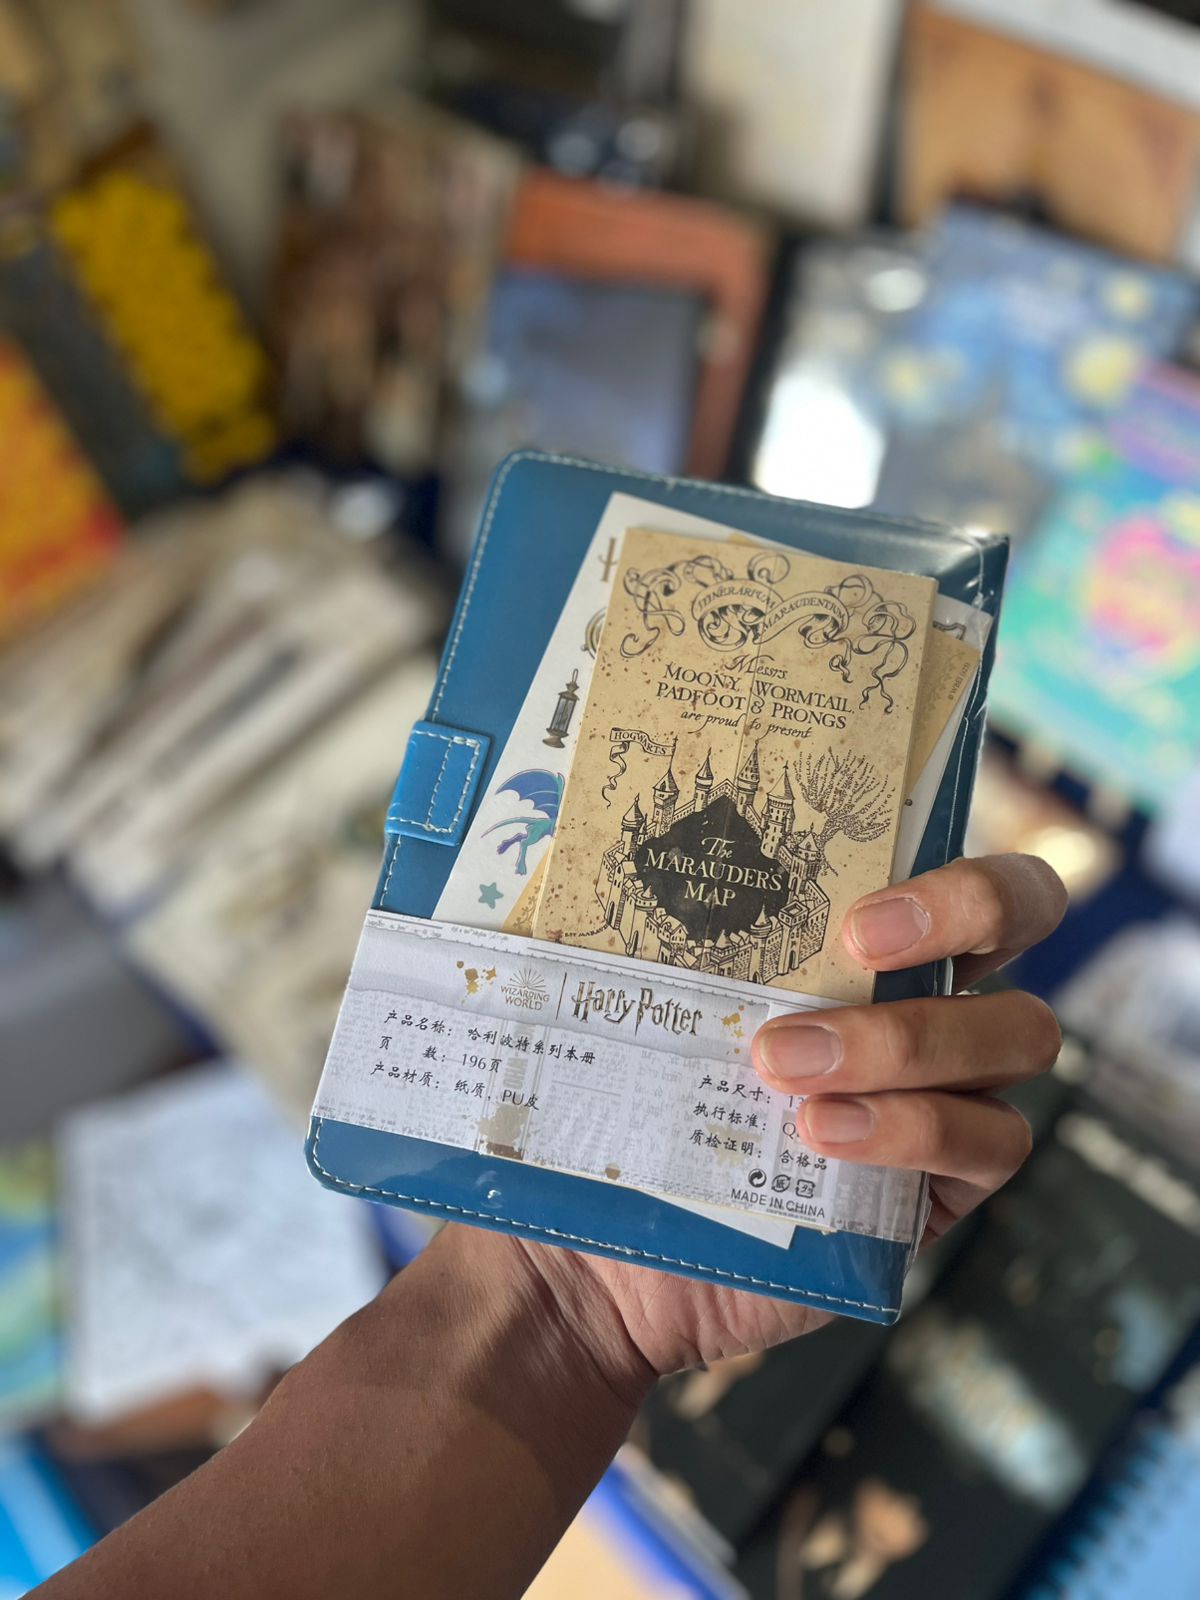 ITINERARIUM
MARAUDENTIUM
Messrs
MOONY, WORMTAIL,
PADFOOT & PRONGS
are proud to present
HOGWARTS
The
MARAUDER'S
MAP
WIZARDING
WORLD
Harry Potter
产品名称: 哈利波特系列本册
页 数: 196页
产品材质: 纸质, PU皮
产品尺寸: 13
执行标准: Q
质检证明: 合格品
MADE IN CHINA